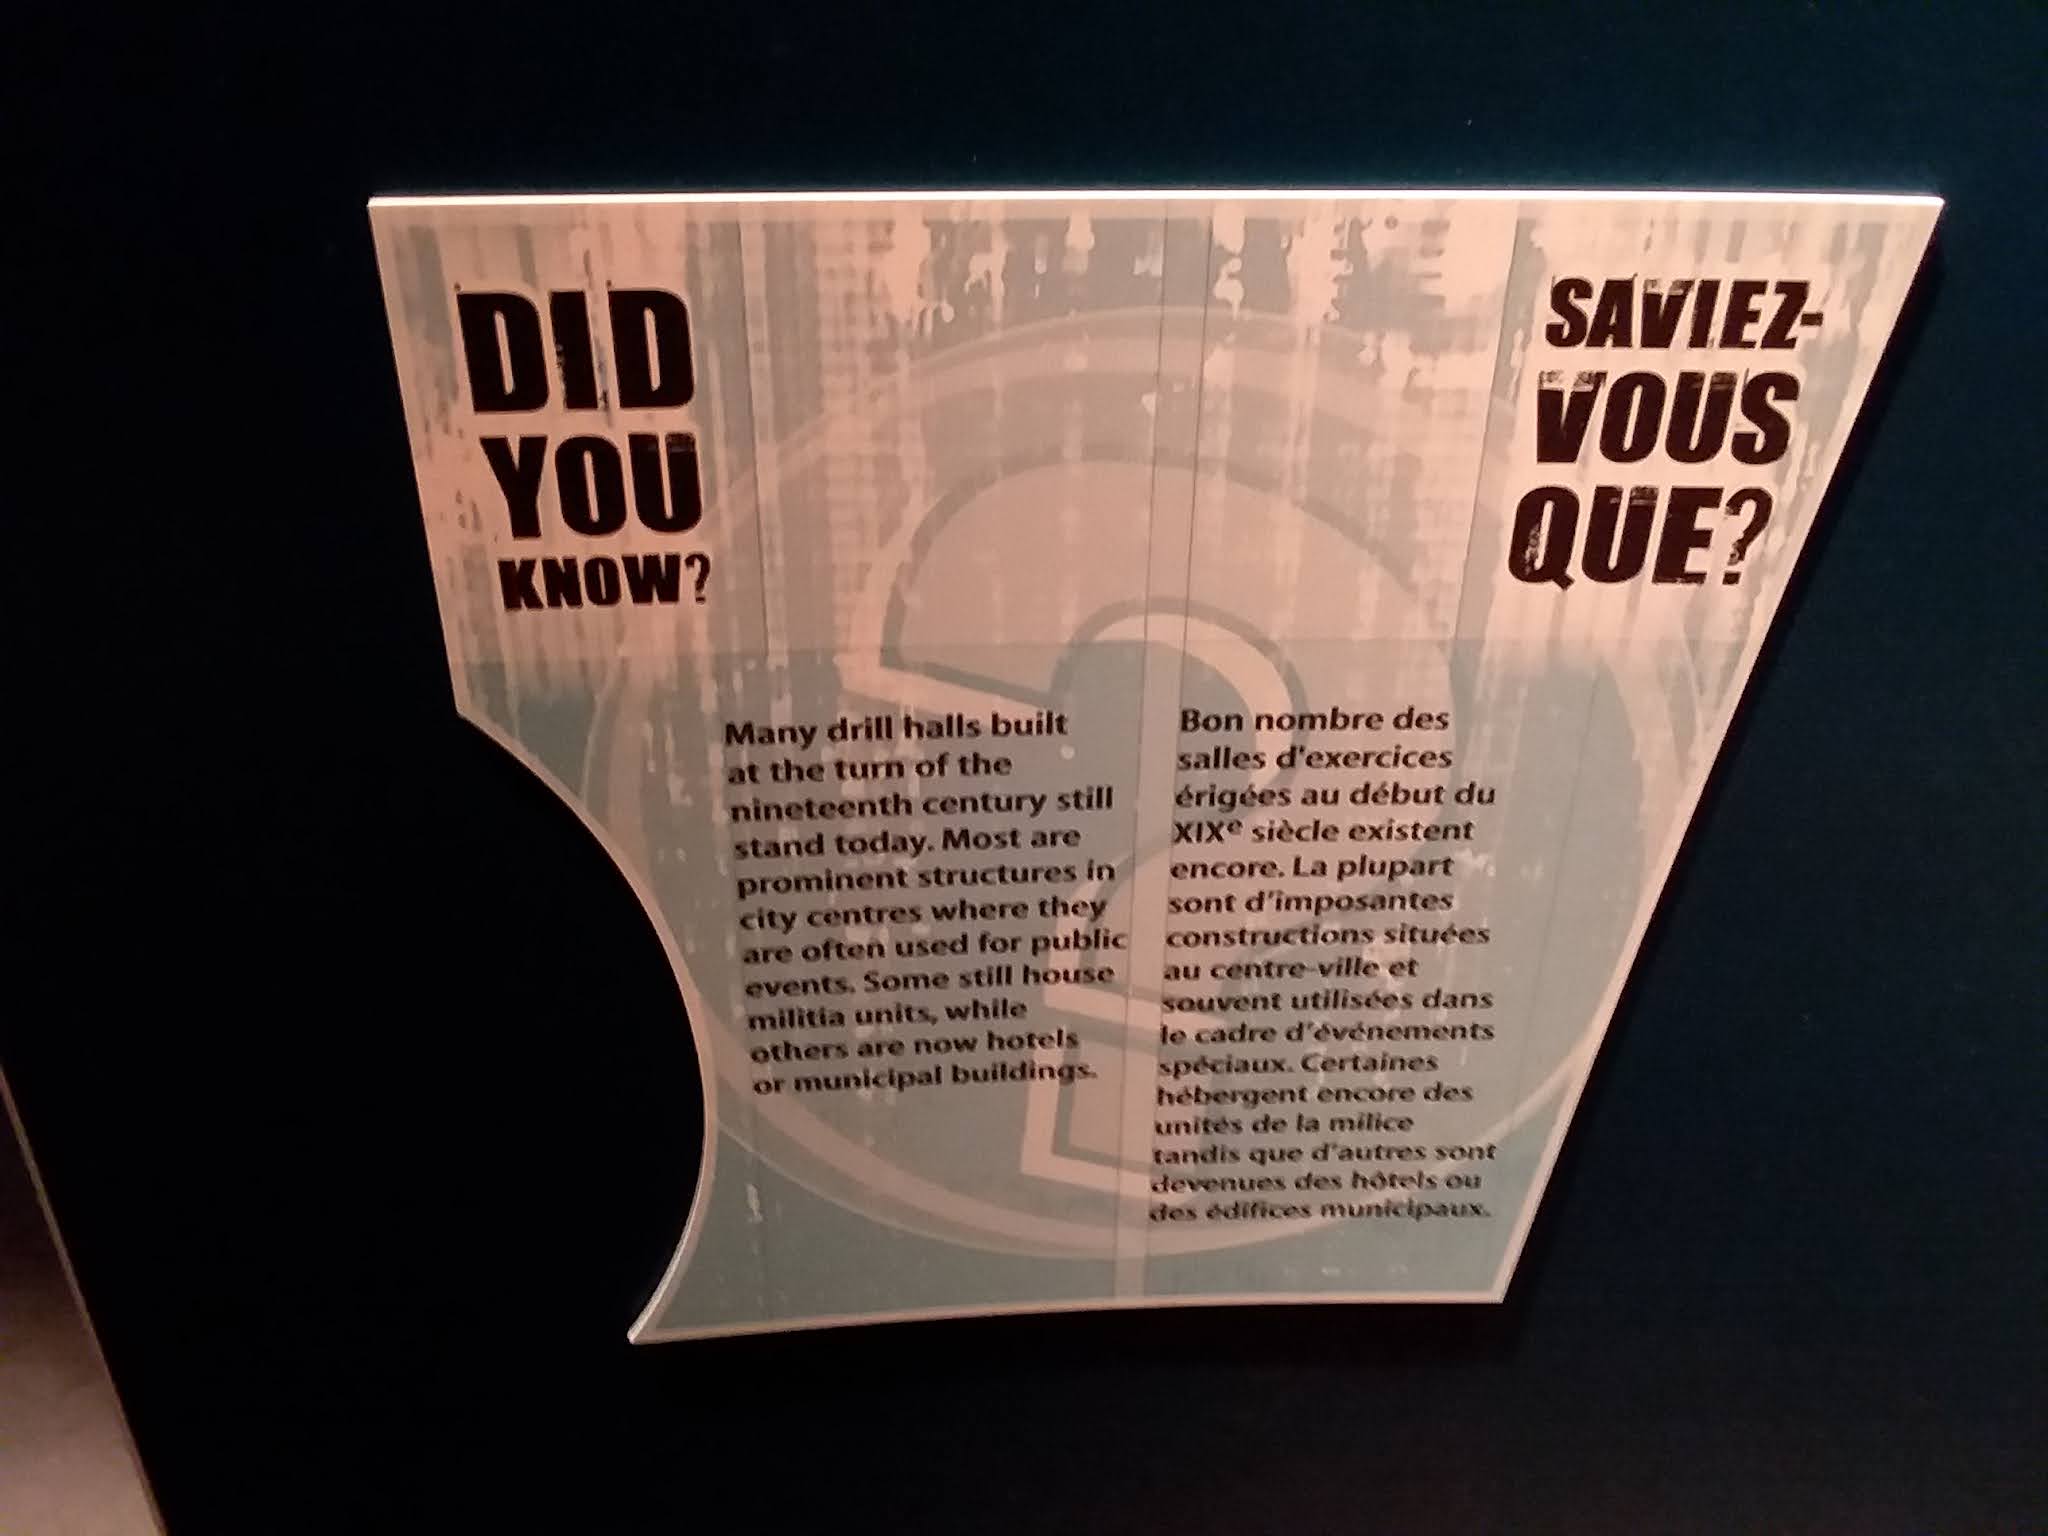 DID
YOU
KNOW?
Many drill halls built
at the turn of the
nineteenth century still
stand today. Most are
prominent structures in
city centres where they
are often used for public
events. Some still house
militia units, while
others are now hotels
or municipal buildings.
SAVIEZ-
VOUS
QUE?
Bon nombre des
salles d'exercices
érigées au début du
XIXe siècle existent
encore. La plupart
sont d'imposantes
constructions situées
au centre-ville et
souvent utilisées dans
le cadre d'événements
spéciaux. Certaines
hébergent encore des
unités de la milice
tandis que d'autres sont
devenues des hôtels ou
des édifices municipaux.